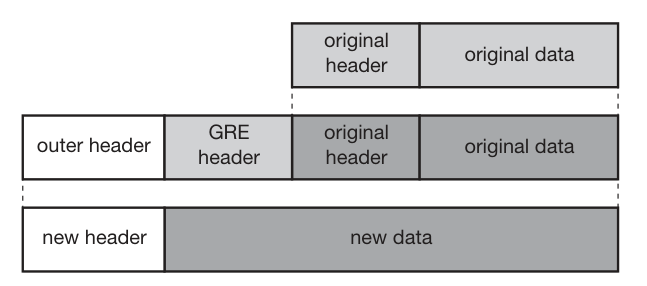 original
header
original data
outer header
GRE
header
original
header
original data
new header
new data